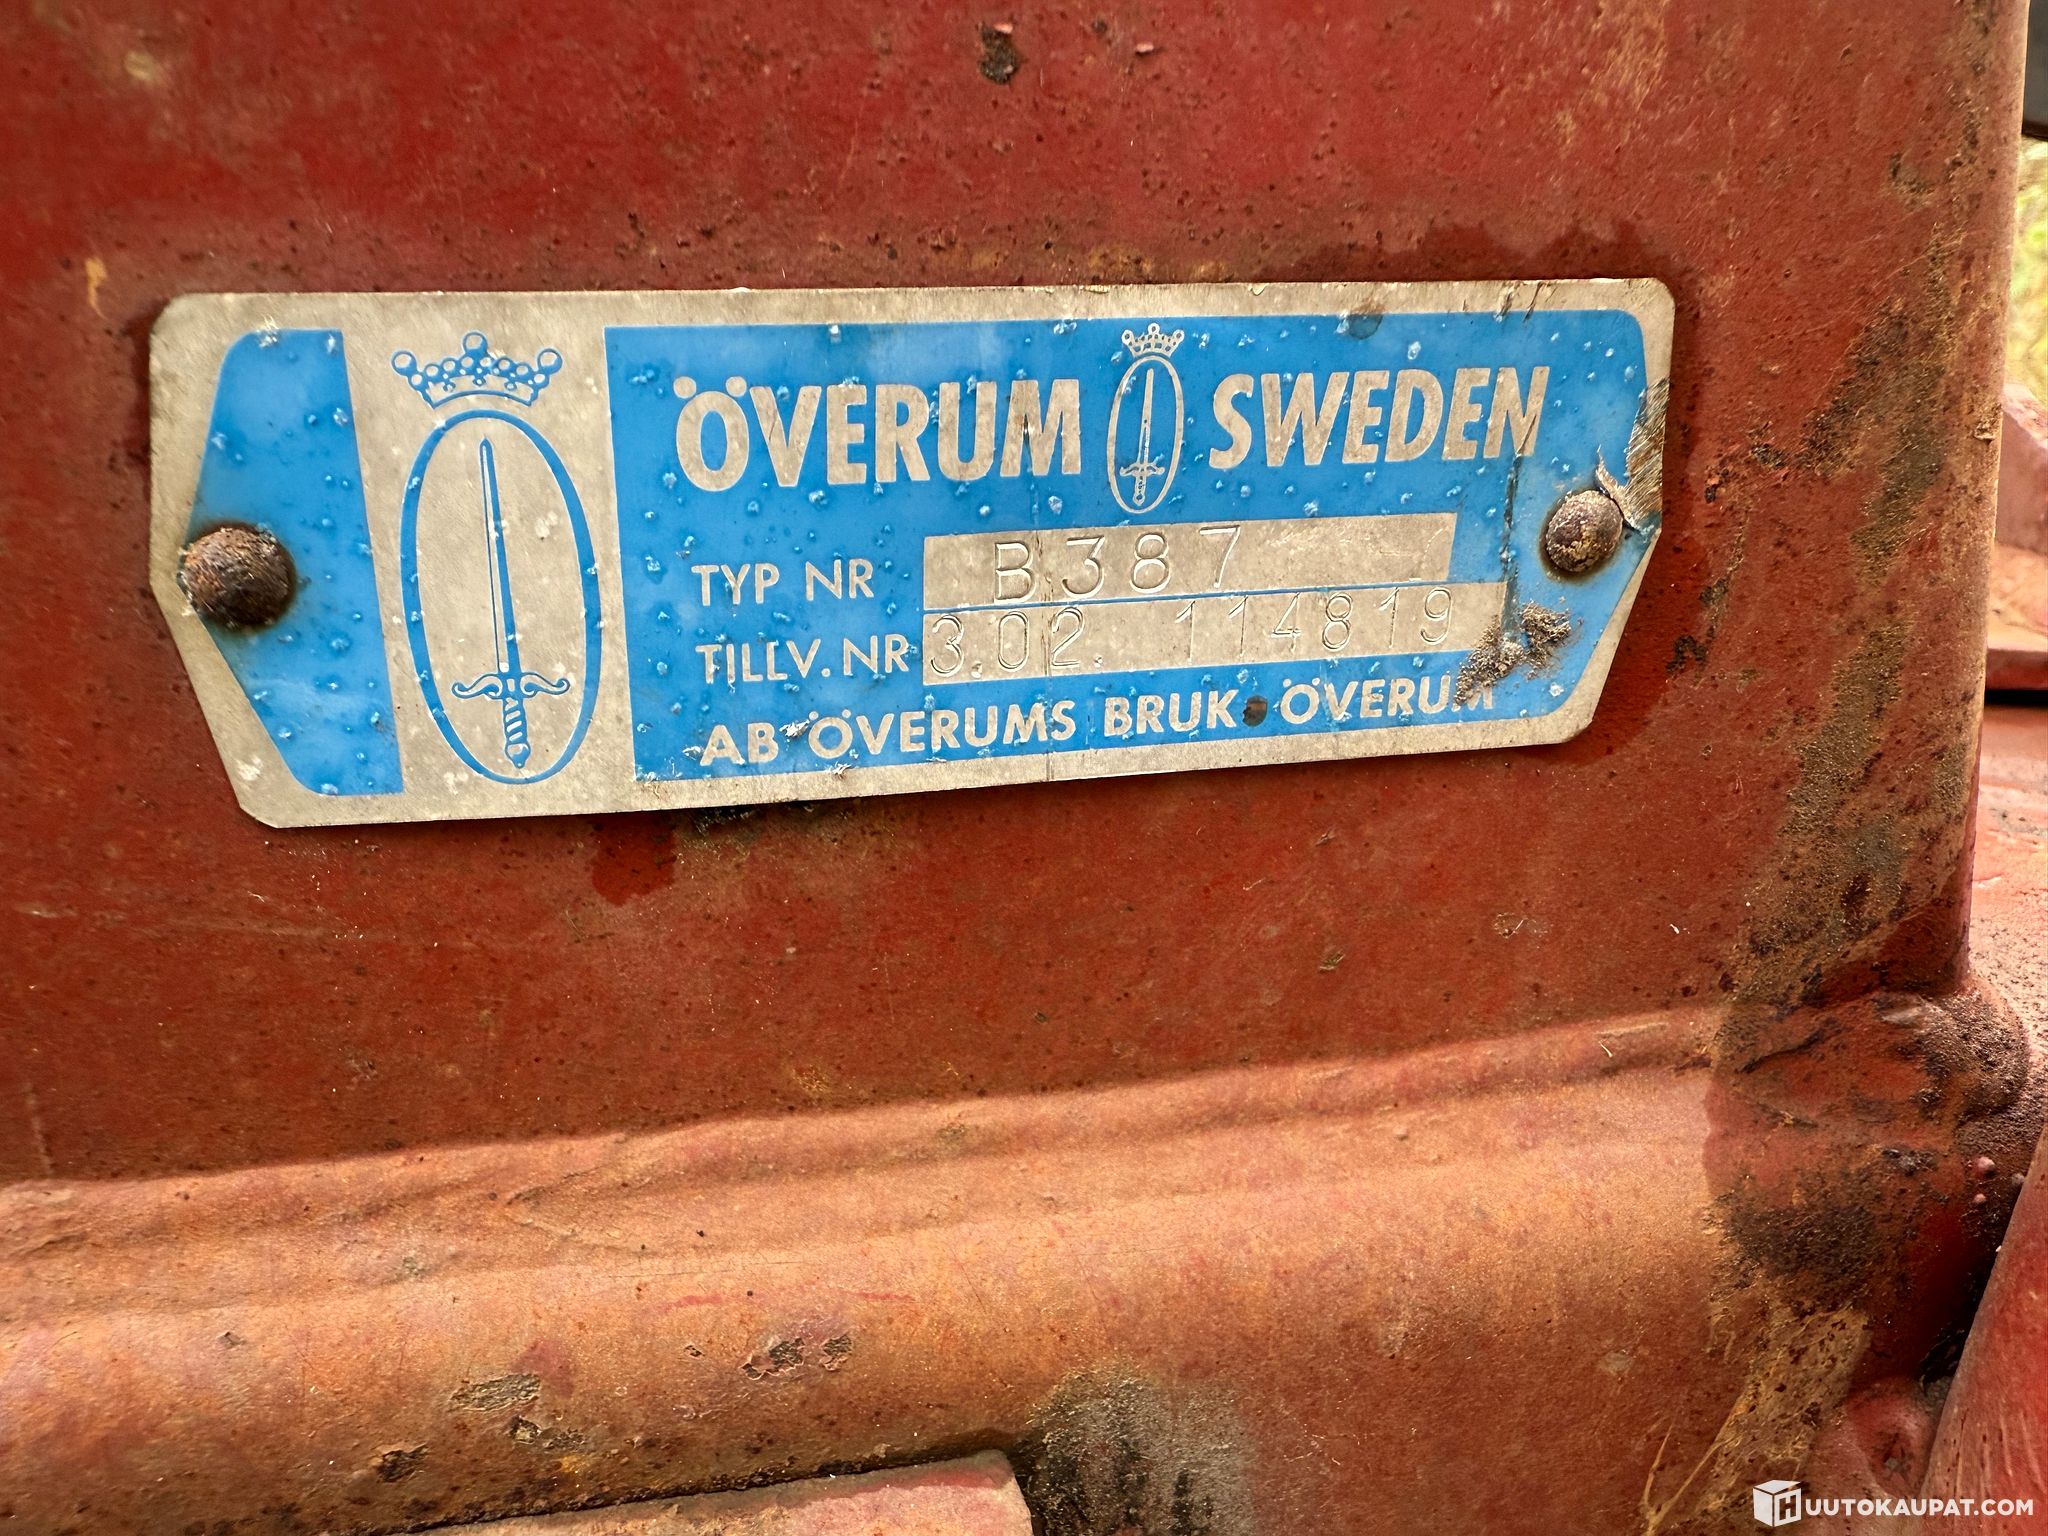 ÖVERUM SWEDEN
TYP NR B387
TILLV. NR 3.02. 114819
AB ÖVERUMS BRUK ÖVERUM
HUUTOKAUPAT.COM